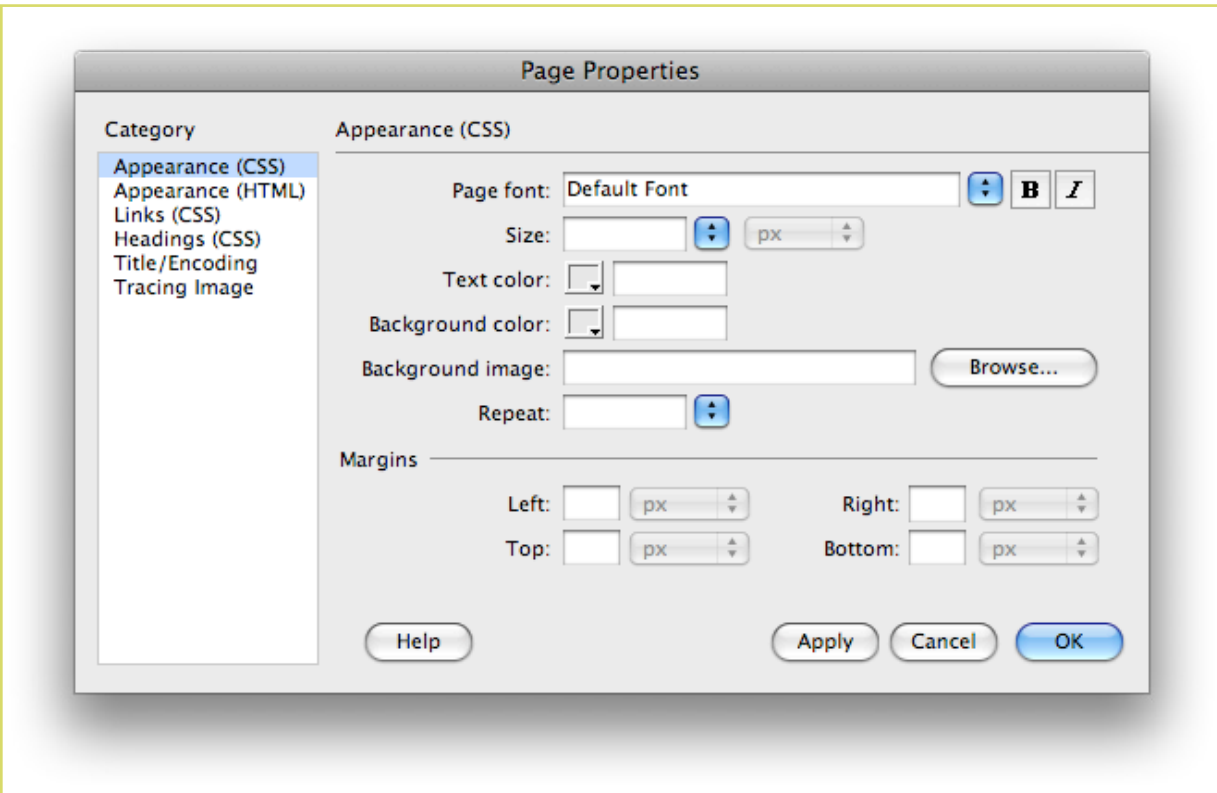 Page Properties
Category
Appearance (CSS)
Appearance (HTML)
Links (CSS)
Headings (CSS)
Title/Encoding
Tracing Image
Appearance (CSS)
Page font: Default Font B I
Size: px
Text color:
Background color:
Background image: Browse...
Repeat:
Margins
Left: px Right: px
Top: px Bottom: px
Help Apply Cancel OK